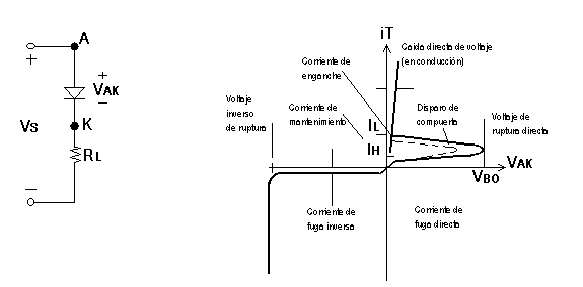 A
+
+
VAK
−
Vs
K
RL
−
iT
Caida directa de voltaje
(en conducción)
Corriente de
enganche
Voltaje
inverso
de ruptura
Corriente de
mantenimiento
IL
IH
Disparo de
compuerta
Voltaje de
ruptura directa
VAK
VBO
Corriente de
fuga inversa
Corriente de
fuga directa